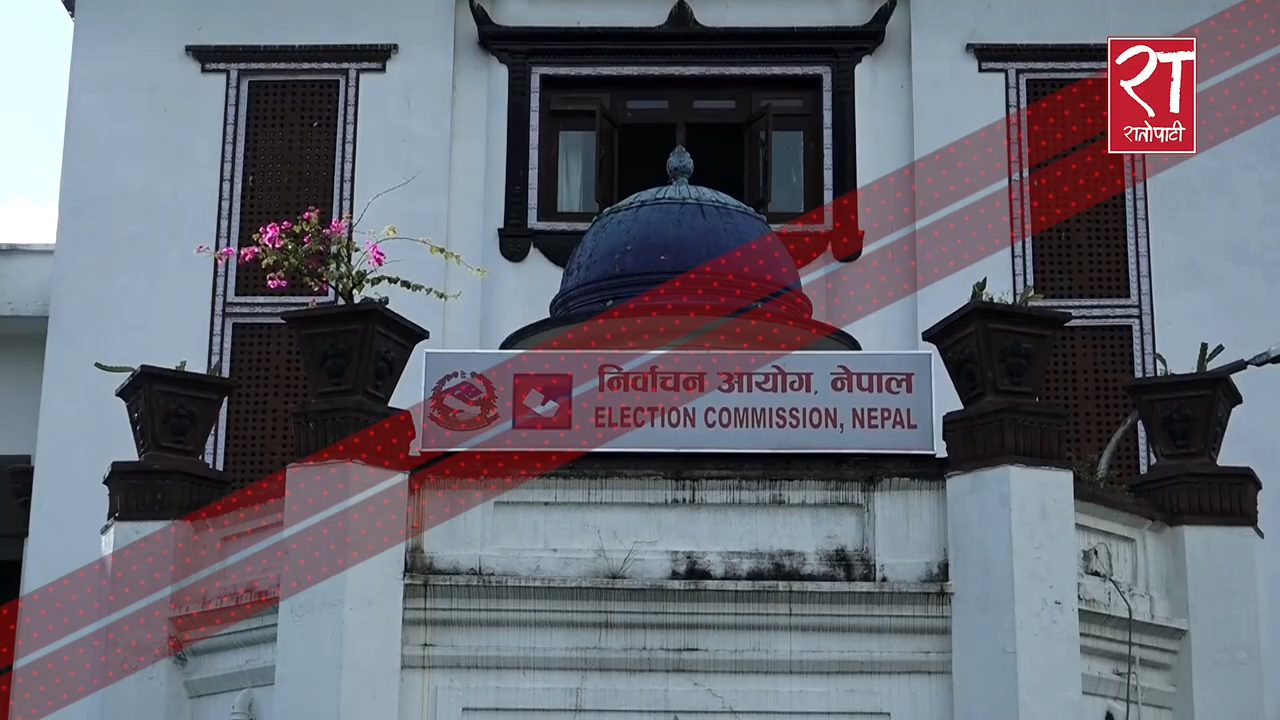 रा
रातोपाटी
निर्वाचन आयोग, नेपाल
ELECTION COMMISSION, NEPAL